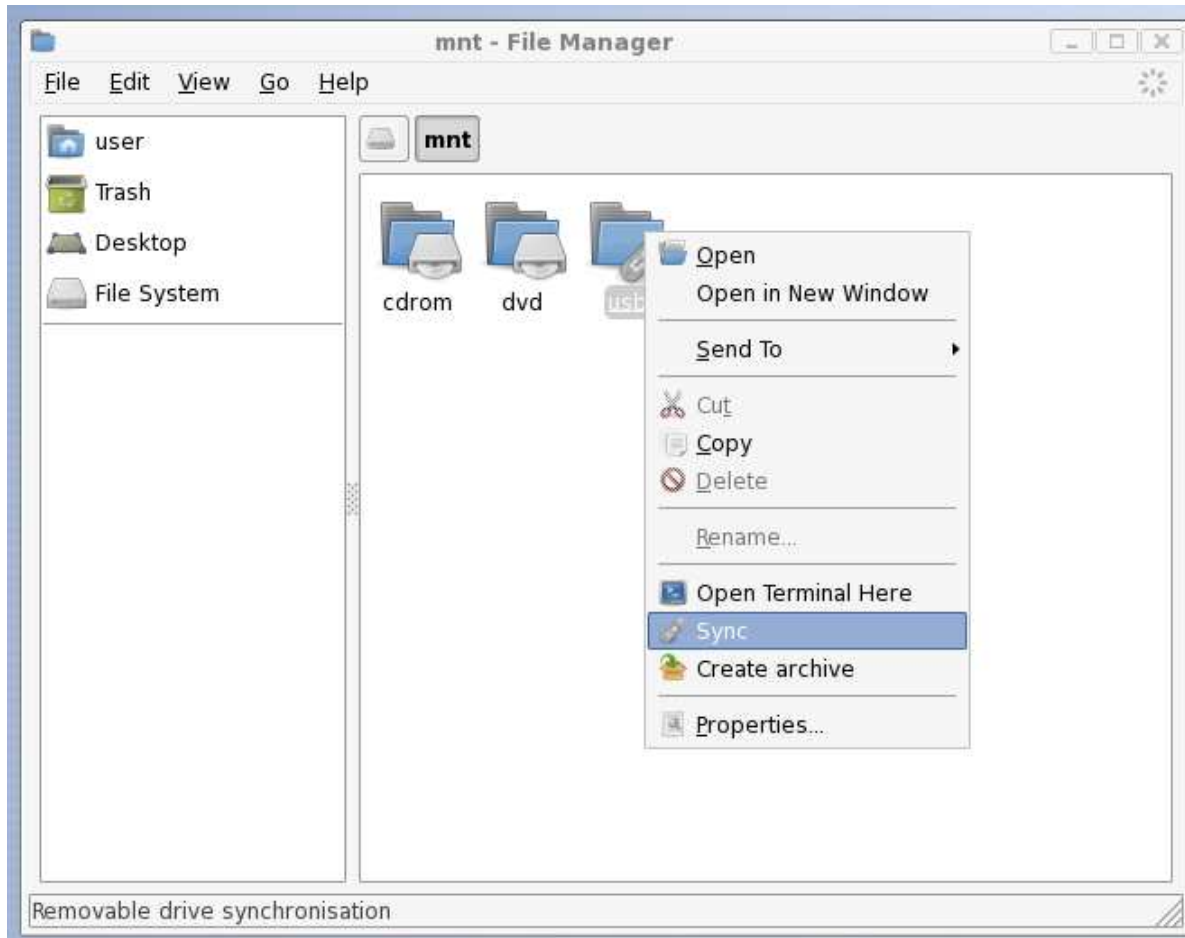 mnt - File Manager
File Edit View Go Help
user
Trash
Desktop
File System
mnt
cdrom
dvd
usb
Open
Open in New Window
Send To
Cut
Copy
Delete
Rename...
Open Terminal Here
Sync
Create archive
Properties...
Removable drive synchronisation